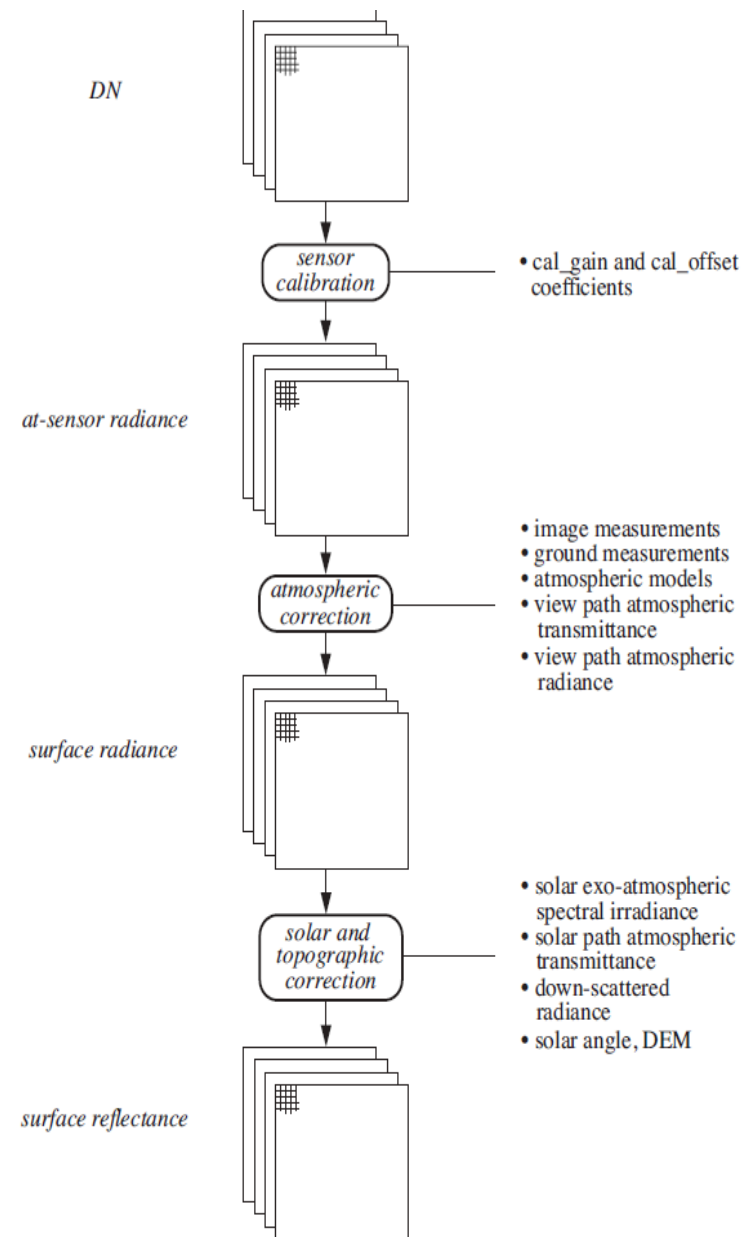 DN
sensor
calibration
• cal_gain and cal_offset
coefficients
at-sensor radiance
• image measurements
• ground measurements
• atmospheric models
• view path atmospheric
transmittance
• view path atmospheric
radiance
atmospheric
correction
surface radiance
• solar exo-atmospheric
spectral irradiance
• solar path atmospheric
transmittance
• down-scattered
radiance
• solar angle, DEM
solar and
topographic
correction
surface reflectance